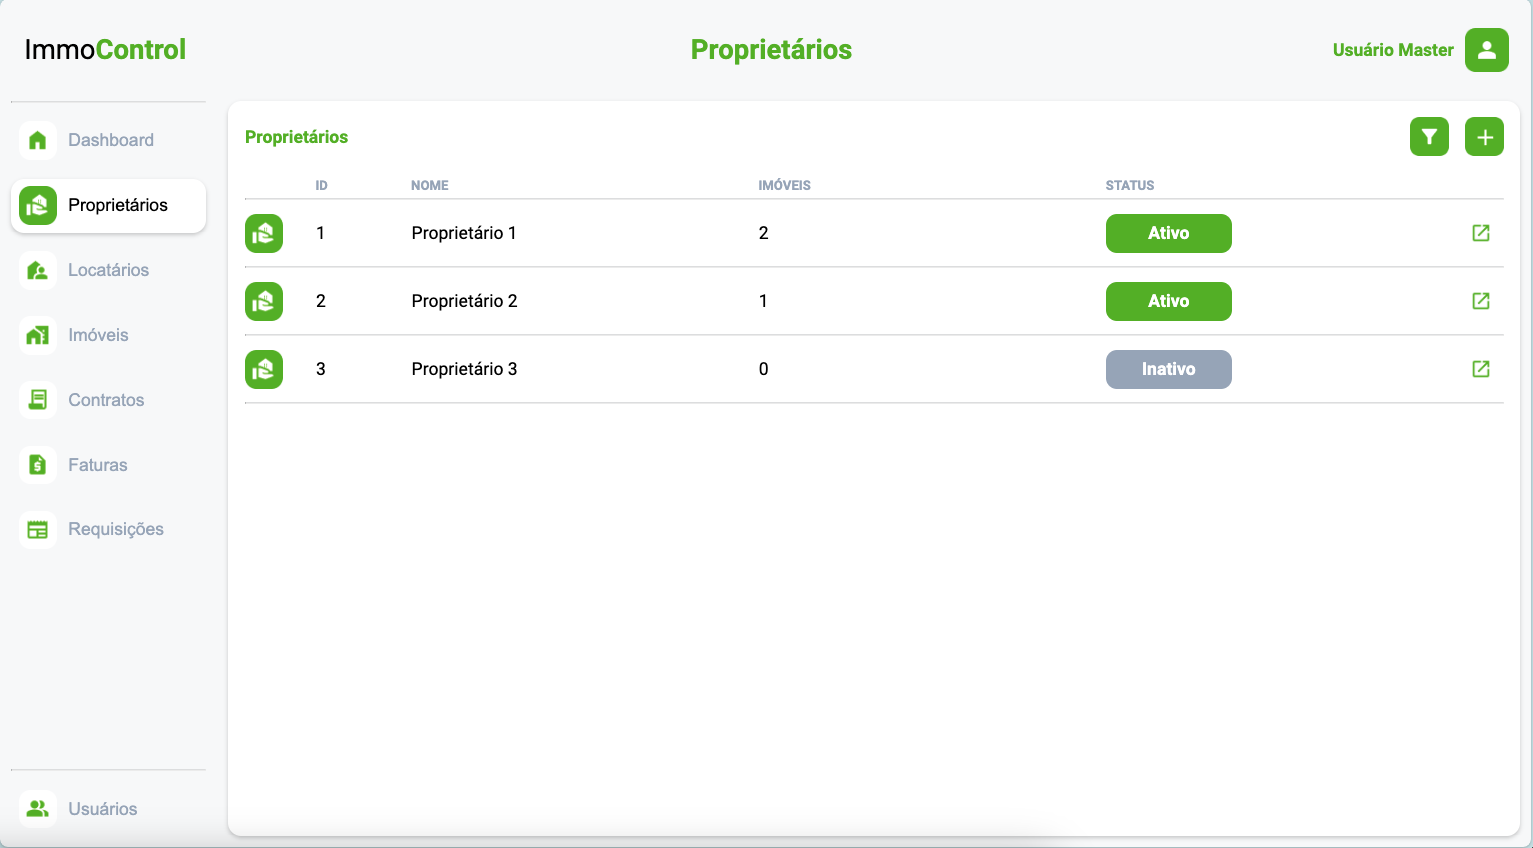 ImmoControl
Proprietários
Usuário Master
Dashboard
Proprietários
Locatários
Imóveis
Contratos
Faturas
Requisições
Usuários
Proprietários
ID NOME IMÓVEIS STATUS
1 Proprietário 1 2 Ativo
2 Proprietário 2 1 Ativo
3 Proprietário 3 0 Inativo